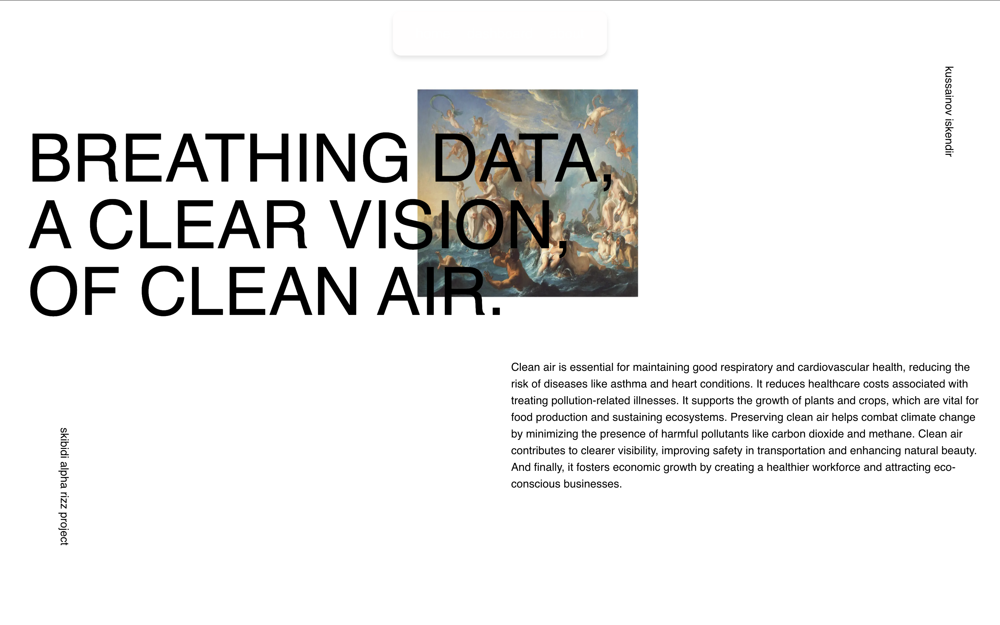 kussainov iskendir
BREATHING DATA,
A CLEAR VISION,
OF CLEAN AIR.
Clean air is essential for maintaining good respiratory and cardiovascular health, reducing the
risk of diseases like asthma and heart conditions. It reduces healthcare costs associated with
treating pollution-related illnesses. It supports the growth of plants and crops, which are vital for
food production and sustaining ecosystems. Preserving clean air helps combat climate change
by minimizing the presence of harmful pollutants like carbon dioxide and methane. Clean air
contributes to clearer visibility, improving safety in transportation and enhancing natural beauty.
And finally, it fosters economic growth by creating a healthier workforce and attracting eco-
conscious businesses.
skibidi alpha rizz project